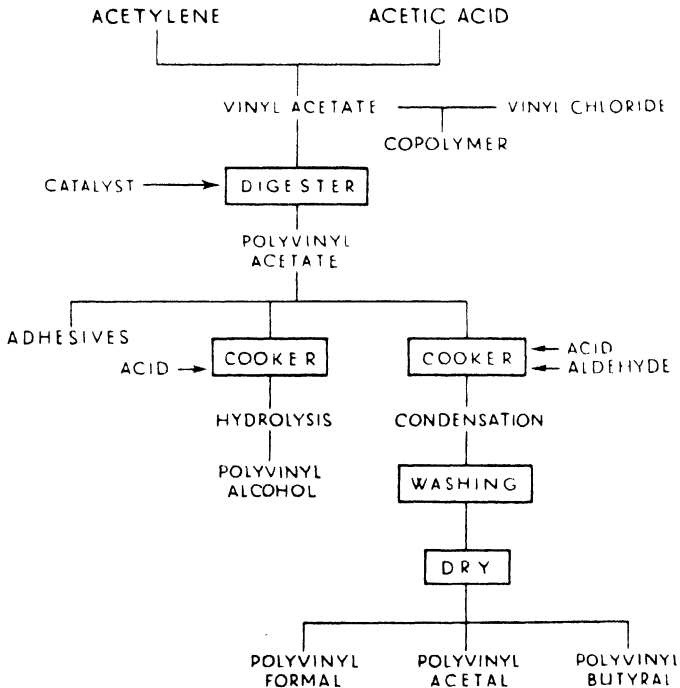 ACETYLENE ACETIC ACID
VINYL ACETATE VINYL CHLORIDE
COPOLYMER
CATALYST DIGESTER
POLYVINYL
ACETATE
ADHESIVES
ACID COOKER COOKER ACID
ALDEHYDE
HYDROLYSIS CONDENSATION
POLYVINYL
ALCOHOL
WASHING
DRY
POLYVINYL
FORMAL
POLYVINYL
ACETAL
POLYVINYL
BUTYRAL